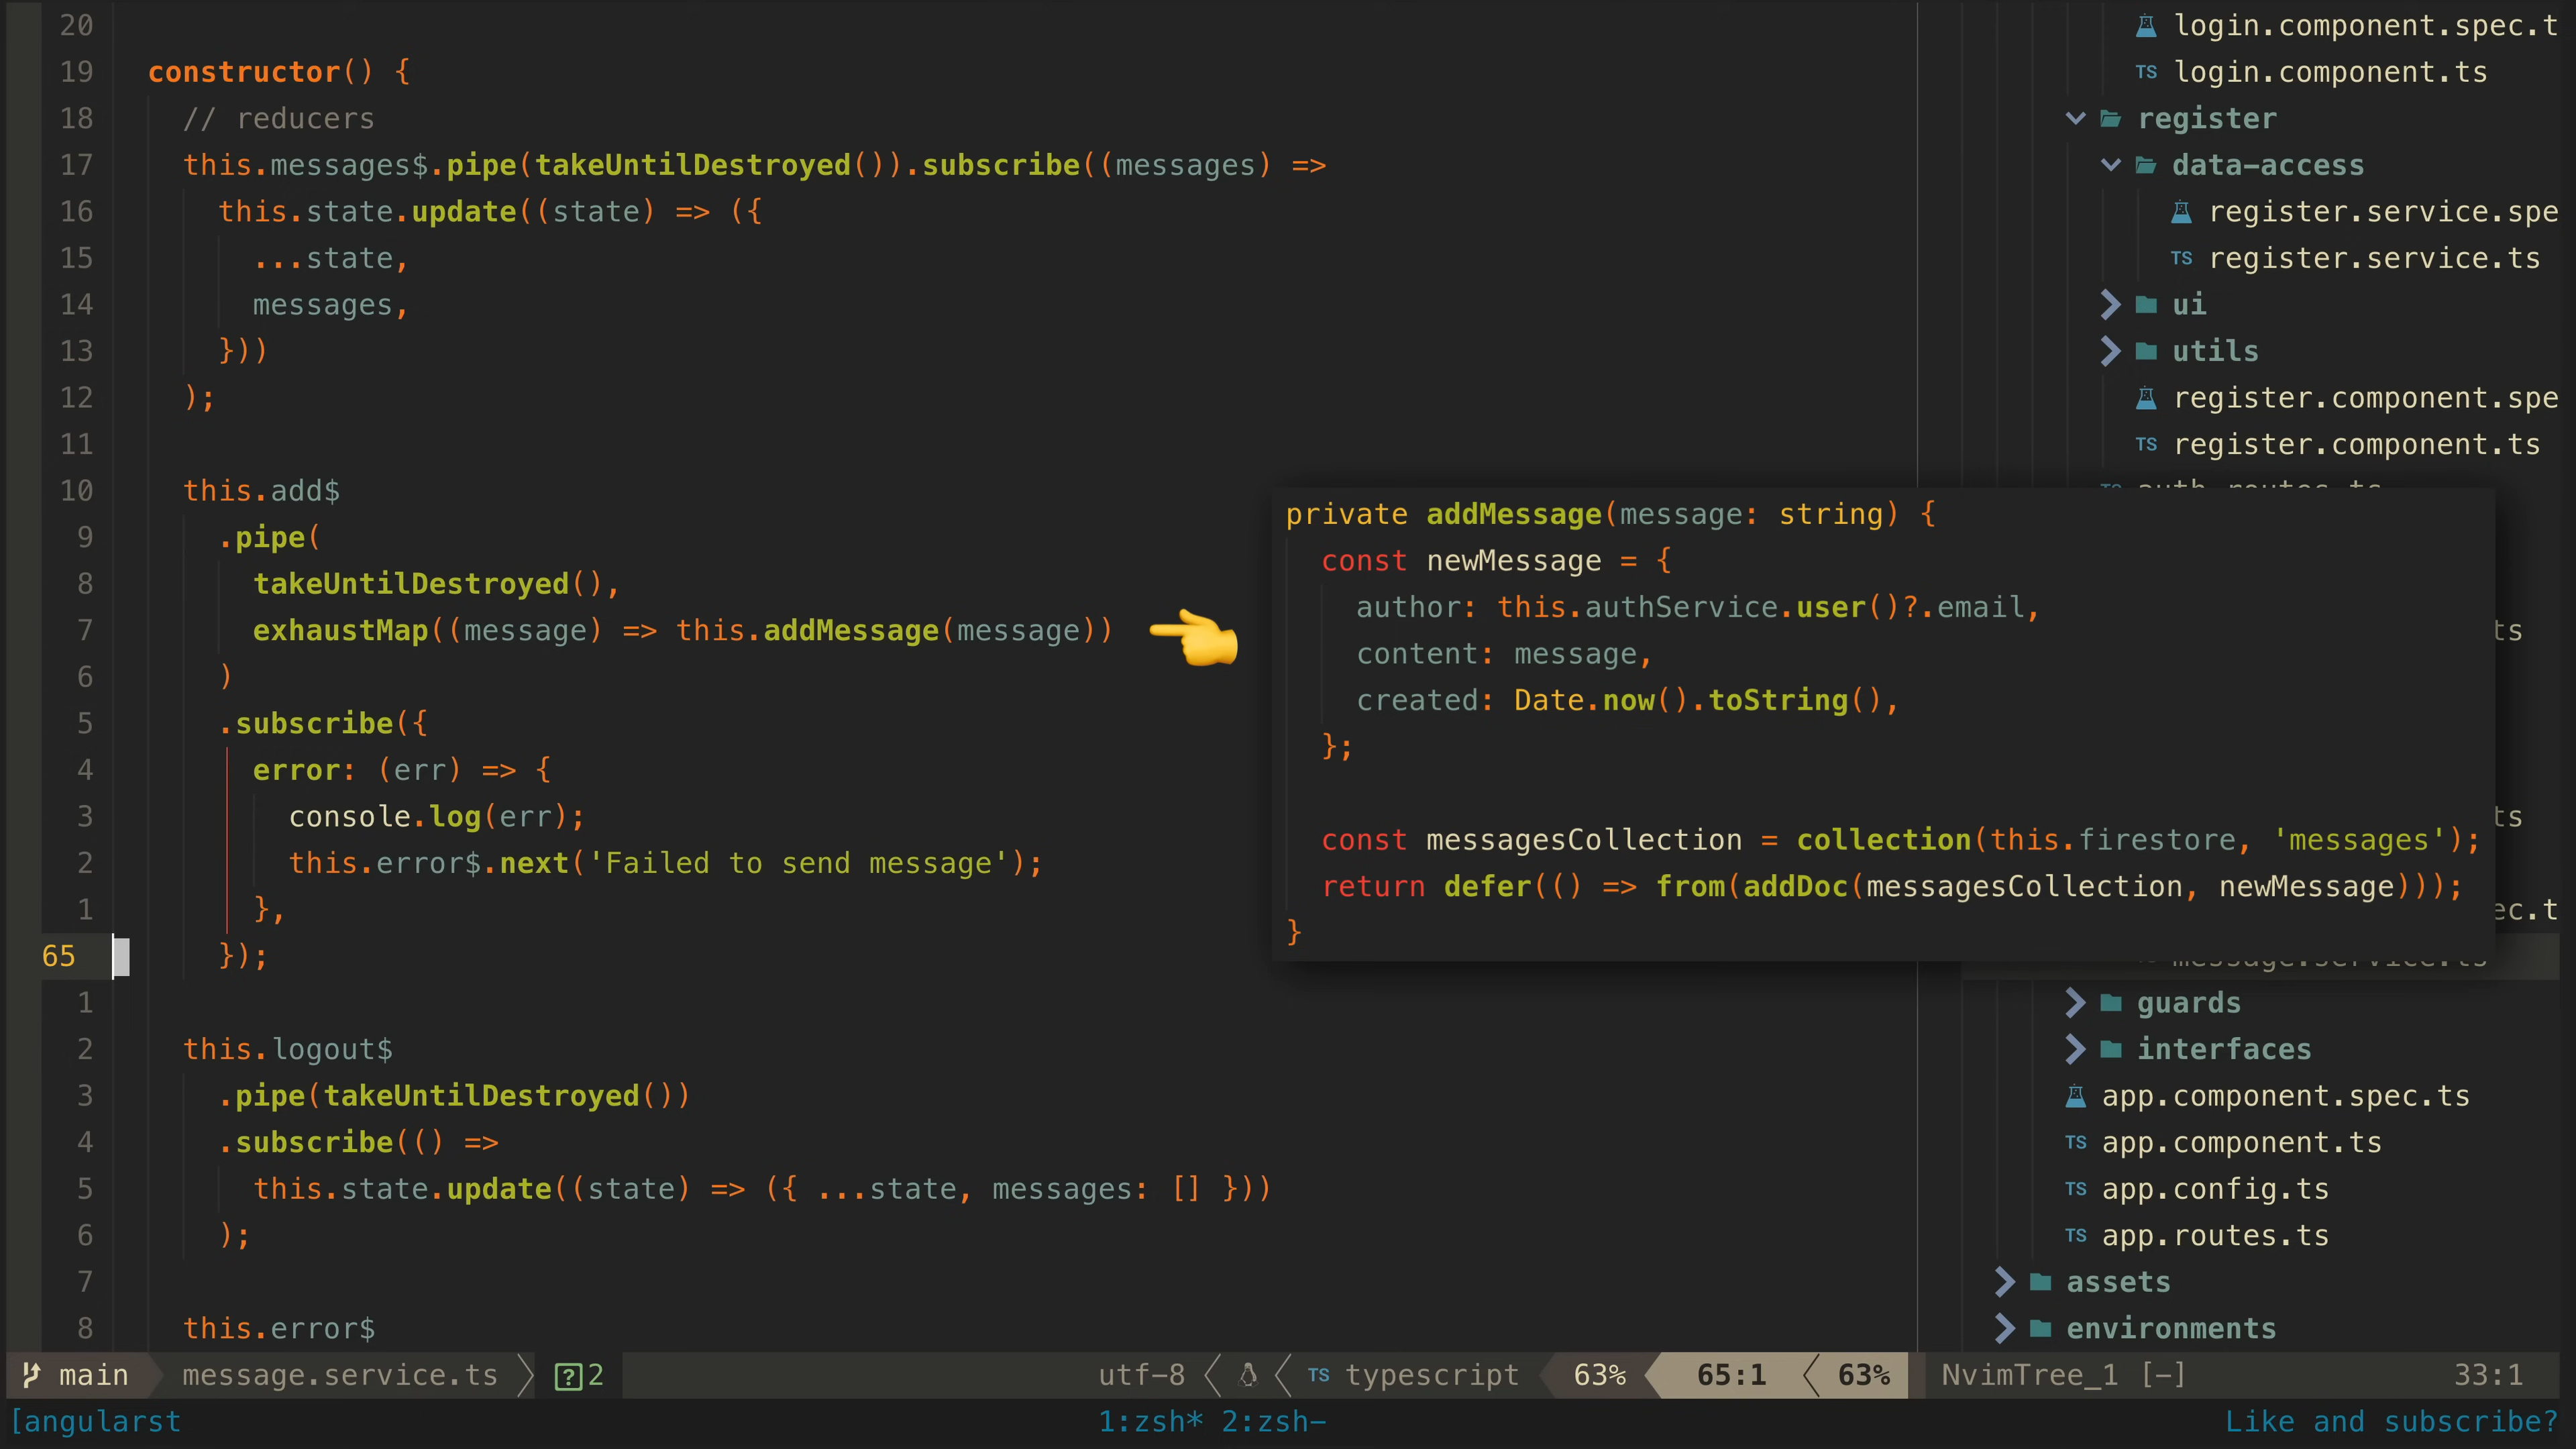 20
19 constructor() {
18 // reducers
17 this.messages$.pipe(takeUntilDestroyed()).subscribe((messages) =>
16 this.state.update((state) => ({
15 ...state,
14 messages,
13 }))
12 );
11
10 this.add$
9 .pipe(
8 takeUntilDestroyed(),
7 exhaustMap((message) => this.addMessage(message))
6 )
5 .subscribe({
4 error: (err) => {
3 console.log(err);
2 this.error$.next('Failed to send message');
1 },
65 });
1
2 this.logout$
3 .pipe(takeUntilDestroyed())
4 .subscribe(() =>
5 this.state.update((state) => ({ ...state, messages: [] }))
6 );
7
8 this.error$
private addMessage(message: string) {
const newMessage = {
author: this.authService.user()?.email,
content: message,
created: Date.now().toString(),
};
const messagesCollection = collection(this.firestore, 'messages');
return defer(() => from(addDoc(messagesCollection, newMessage)));
}
login.component.spec.t
TS login.component.ts
register
data-access
register.service.spe
TS register.service.ts
ui
utils
register.component.spe
TS register.component.ts
auth.routes.ts
ts
ts
ec.t
message.service.ts
guards
interfaces
app.component.spec.ts
TS app.component.ts
TS app.config.ts
TS app.routes.ts
assets
environments
main message.service.ts ?2 utf-8 TS typescript 63% 65:1 63% NvimTree_1 [-] 33:1
[angularst 1:zsh* 2:zsh- Like and subscribe?